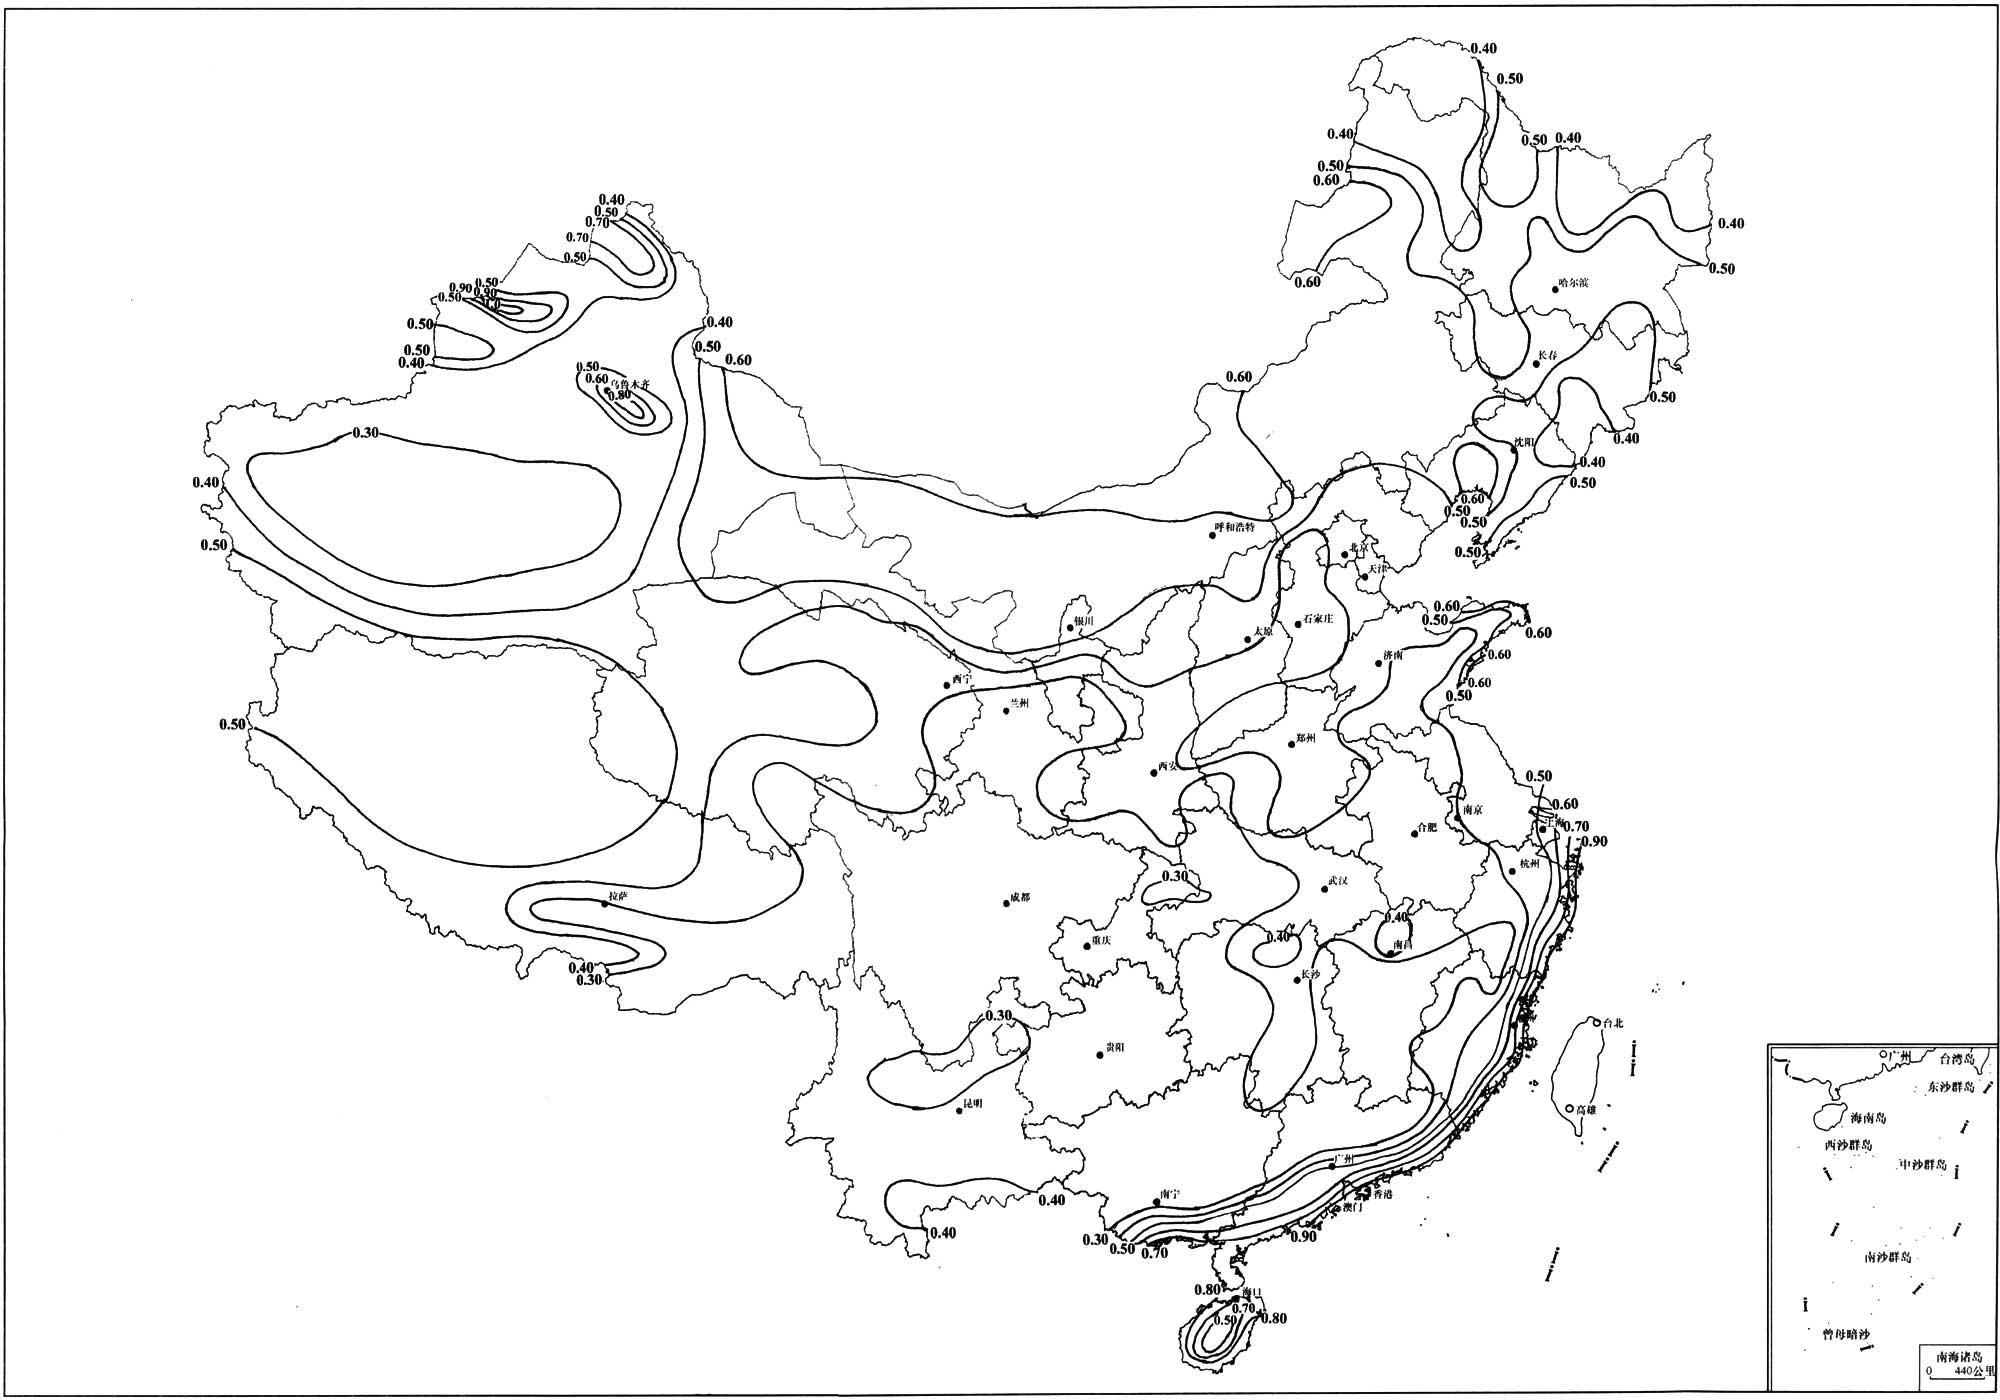 0.40
0.50
0.40
0.50
0.60
0.50
0.40
0.40
0.50
0.60
0.40
0.50
0.70
0.70
0.50
0.50
0.90
0.90
0.50
0.50
0.50
0.40
哈尔滨
长春
0.50
0.40
0.50
0.60
0.60
0.50
0.60
乌鲁木齐
0.80
0.30
0.40
0.50
0.40
沈阳
0.40
0.50
0.60
0.50
0.50
0.50
呼和浩特
北京
天津
0.60
0.50
0.60
0.60
0.60
0.50
银川
太原
石家庄
济南
西宁
兰州
郑州
西安
0.50
0.50
0.60
0.70
0.90
南京
上海
合肥
杭州
0.30
武汉
拉萨
成都
重庆
0.40
南昌
0.40
长沙
0.40
0.30
0.30
贵阳
昆明
台北
高雄
广州
香港
澳门
南宁
0.40
0.40
0.30
0.50
0.70
0.90
0.80
海口
0.70
0.50
0.80
广州
台湾岛
东沙群岛
海南岛
西沙群岛
中沙群岛
南沙群岛
曾母暗沙
南海诸岛
0 440公里